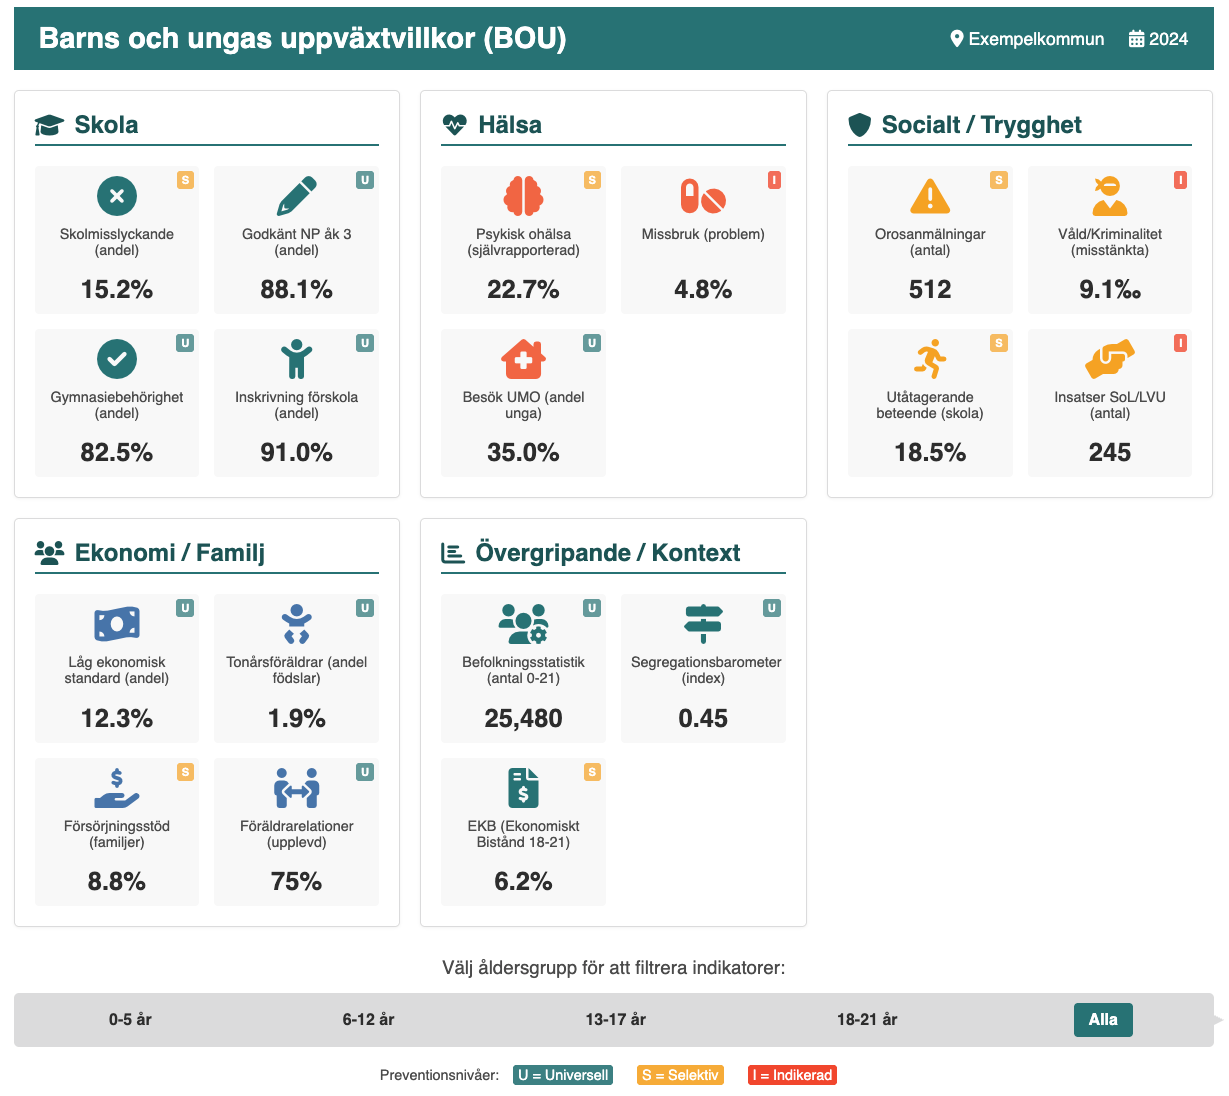 Barns och ungas uppväxtvillkor (BOU)
Exempelkommun 2024
Skola
S
Skolmisslyckande
(andel)
15.2%
U
Godkänt NP åk 3
(andel)
88.1%
U
Gymnasiebehörighet
(andel)
82.5%
U
Inskrivning förskola
(andel)
91.0%
Hälsa
S
Psykisk ohälsa
(självrapporterad)
22.7%
I
Missbruk (problem)
4.8%
U
Besök UMO (andel
unga)
35.0%
Socialt / Trygghet
S
Orosanmälningar
(antal)
512
I
Våld/Kriminalitet
(misstänkta)
9.1‰
S
Utåtagerande
beteende (skola)
18.5%
I
Insatser SoL/LVU
(antal)
245
Ekonomi / Familj
U
Låg ekonomisk
standard (andel)
12.3%
U
Tonårsföräldrar (andel
födslar)
1.9%
S
$
Försörjningsstöd
(familjer)
8.8%
U
Föräldrarelationer
(upplevd)
75%
Övergripande / Kontext
U
Befolkningsstatistik
(antal 0-21)
25,480
U
Segregationsbarometer
(index)
0.45
S
$
EKB (Ekonomiskt
Bistånd 18-21)
6.2%
Välj åldersgrupp för att filtrera indikatorer:
0-5 år 6-12 år 13-17 år 18-21 år Alla
Preventionsnivåer: U = Universell S = Selektiv I = Indikerad